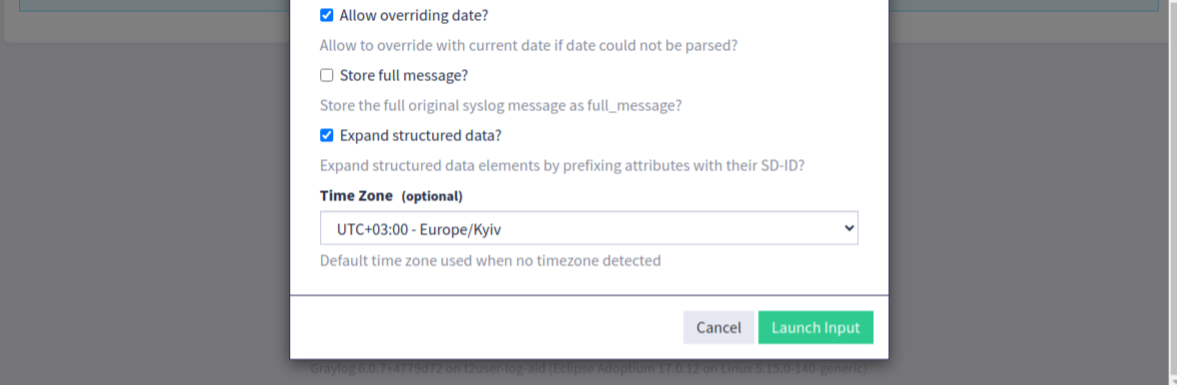 Allow overriding date?
Allow to override with current date if date could not be parsed?
Store full message?
Store the full original syslog message as full_message?
Expand structured data?
Expand structured data elements by prefixing attributes with their SD-ID?
Time Zone (optional)
UTC+03:00 - Europe/Kyiv
Default time zone used when no timezone detected
Cancel Launch Input
Graylog 6.0.7+4779d72 on t2user-log-aid (Eclipse Adoptium 17.0.12 on Linux 5.15.0-140-generic)